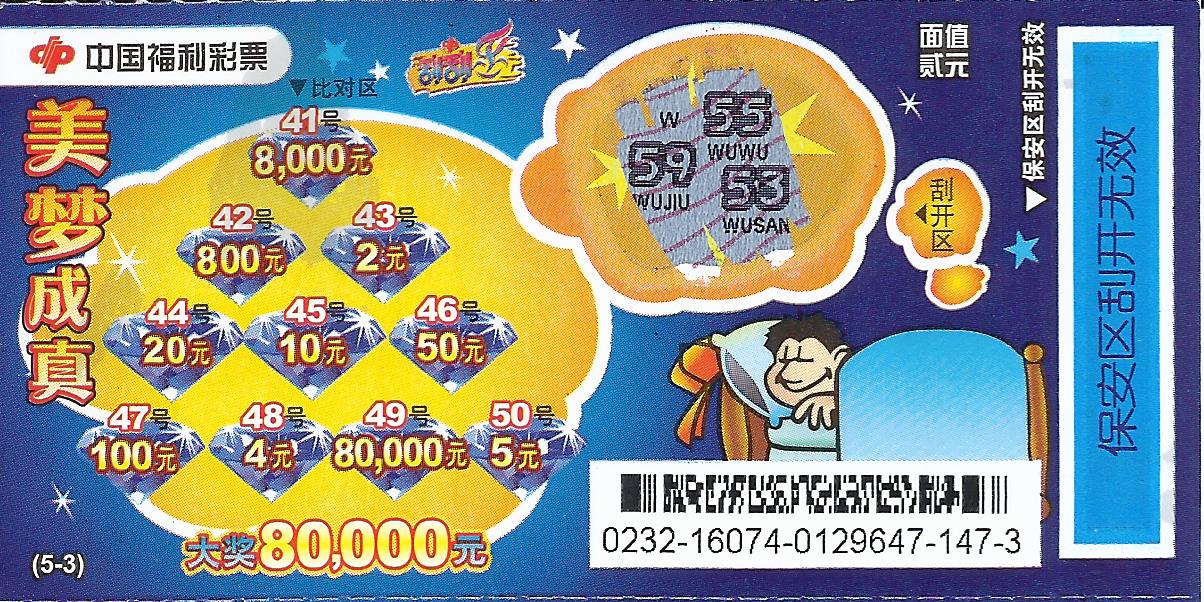 中国福利彩票
刮刮乐
面值
贰元
▼保安区刮开无效
美梦成真
▼比对区
41号
8,000元
42号
800元
43号
2元
44号
20元
45号
10元
46号
50元
47号
100元
48号
4元
49号
80,000元
50号
5元
大奖80,000元
(5-3)
W
55
WUWU
59
WUJIU
53
WUSAN
刮开区
保安区刮开无效
0232-16074-0129647-147-3